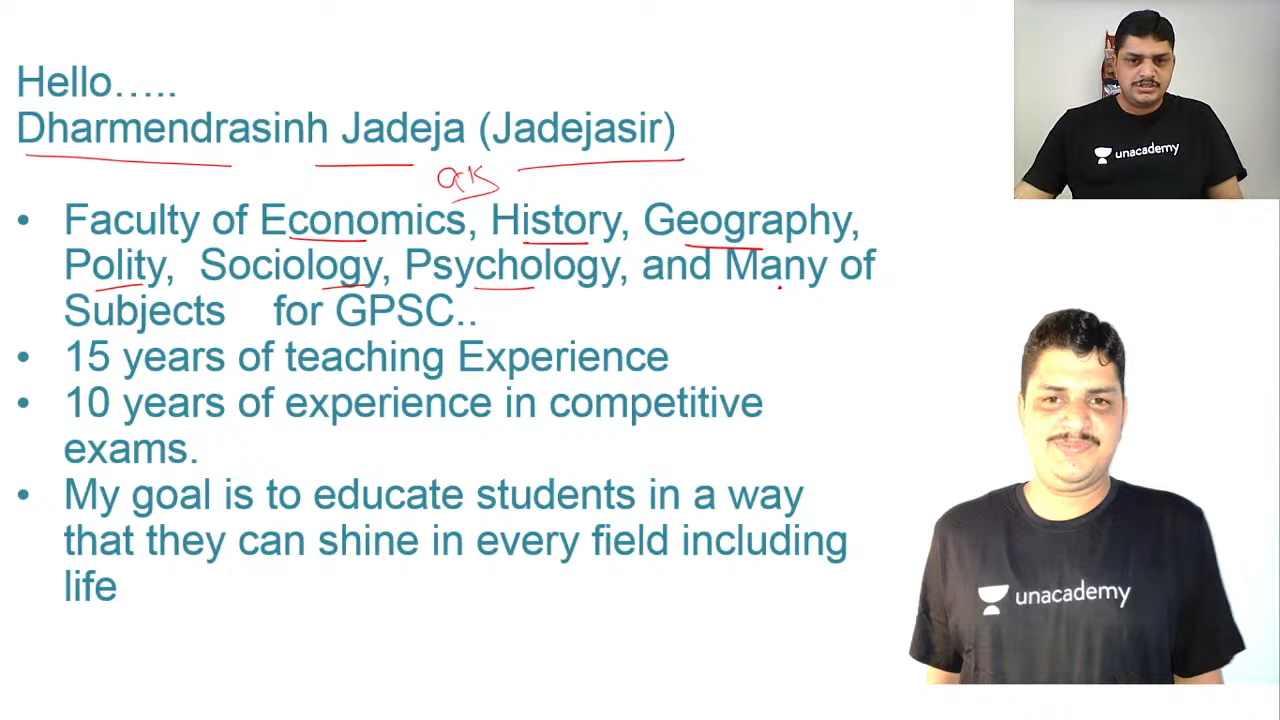 Hello.....
Dharmendrasinh Jadeja (Jadejasir)
• Faculty of Economics, History, Geography,
Polity, Sociology, Psychology, and Many of
Subjects for GPSC..
• 15 years of teaching Experience
• 10 years of experience in competitive
exams.
• My goal is to educate students in a way
that they can shine in every field including
life
unacademy
unacademy